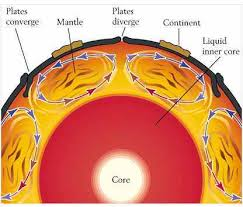 Plates
converge
Mantle
Plates
diverge
Continent
Liquid
inner core
Core